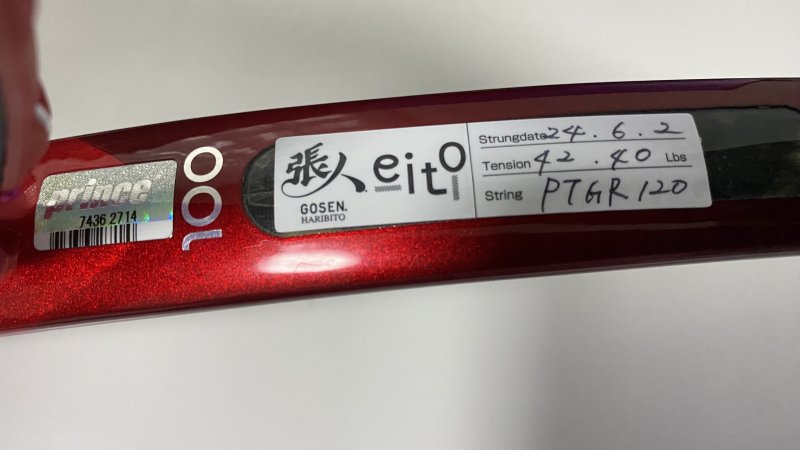 prince
7436 2714
100
張人 eito
GOSEN.
HARIBITO
Strungdate 24.6.2
Tension 42.40 Lbs
String PTGR120